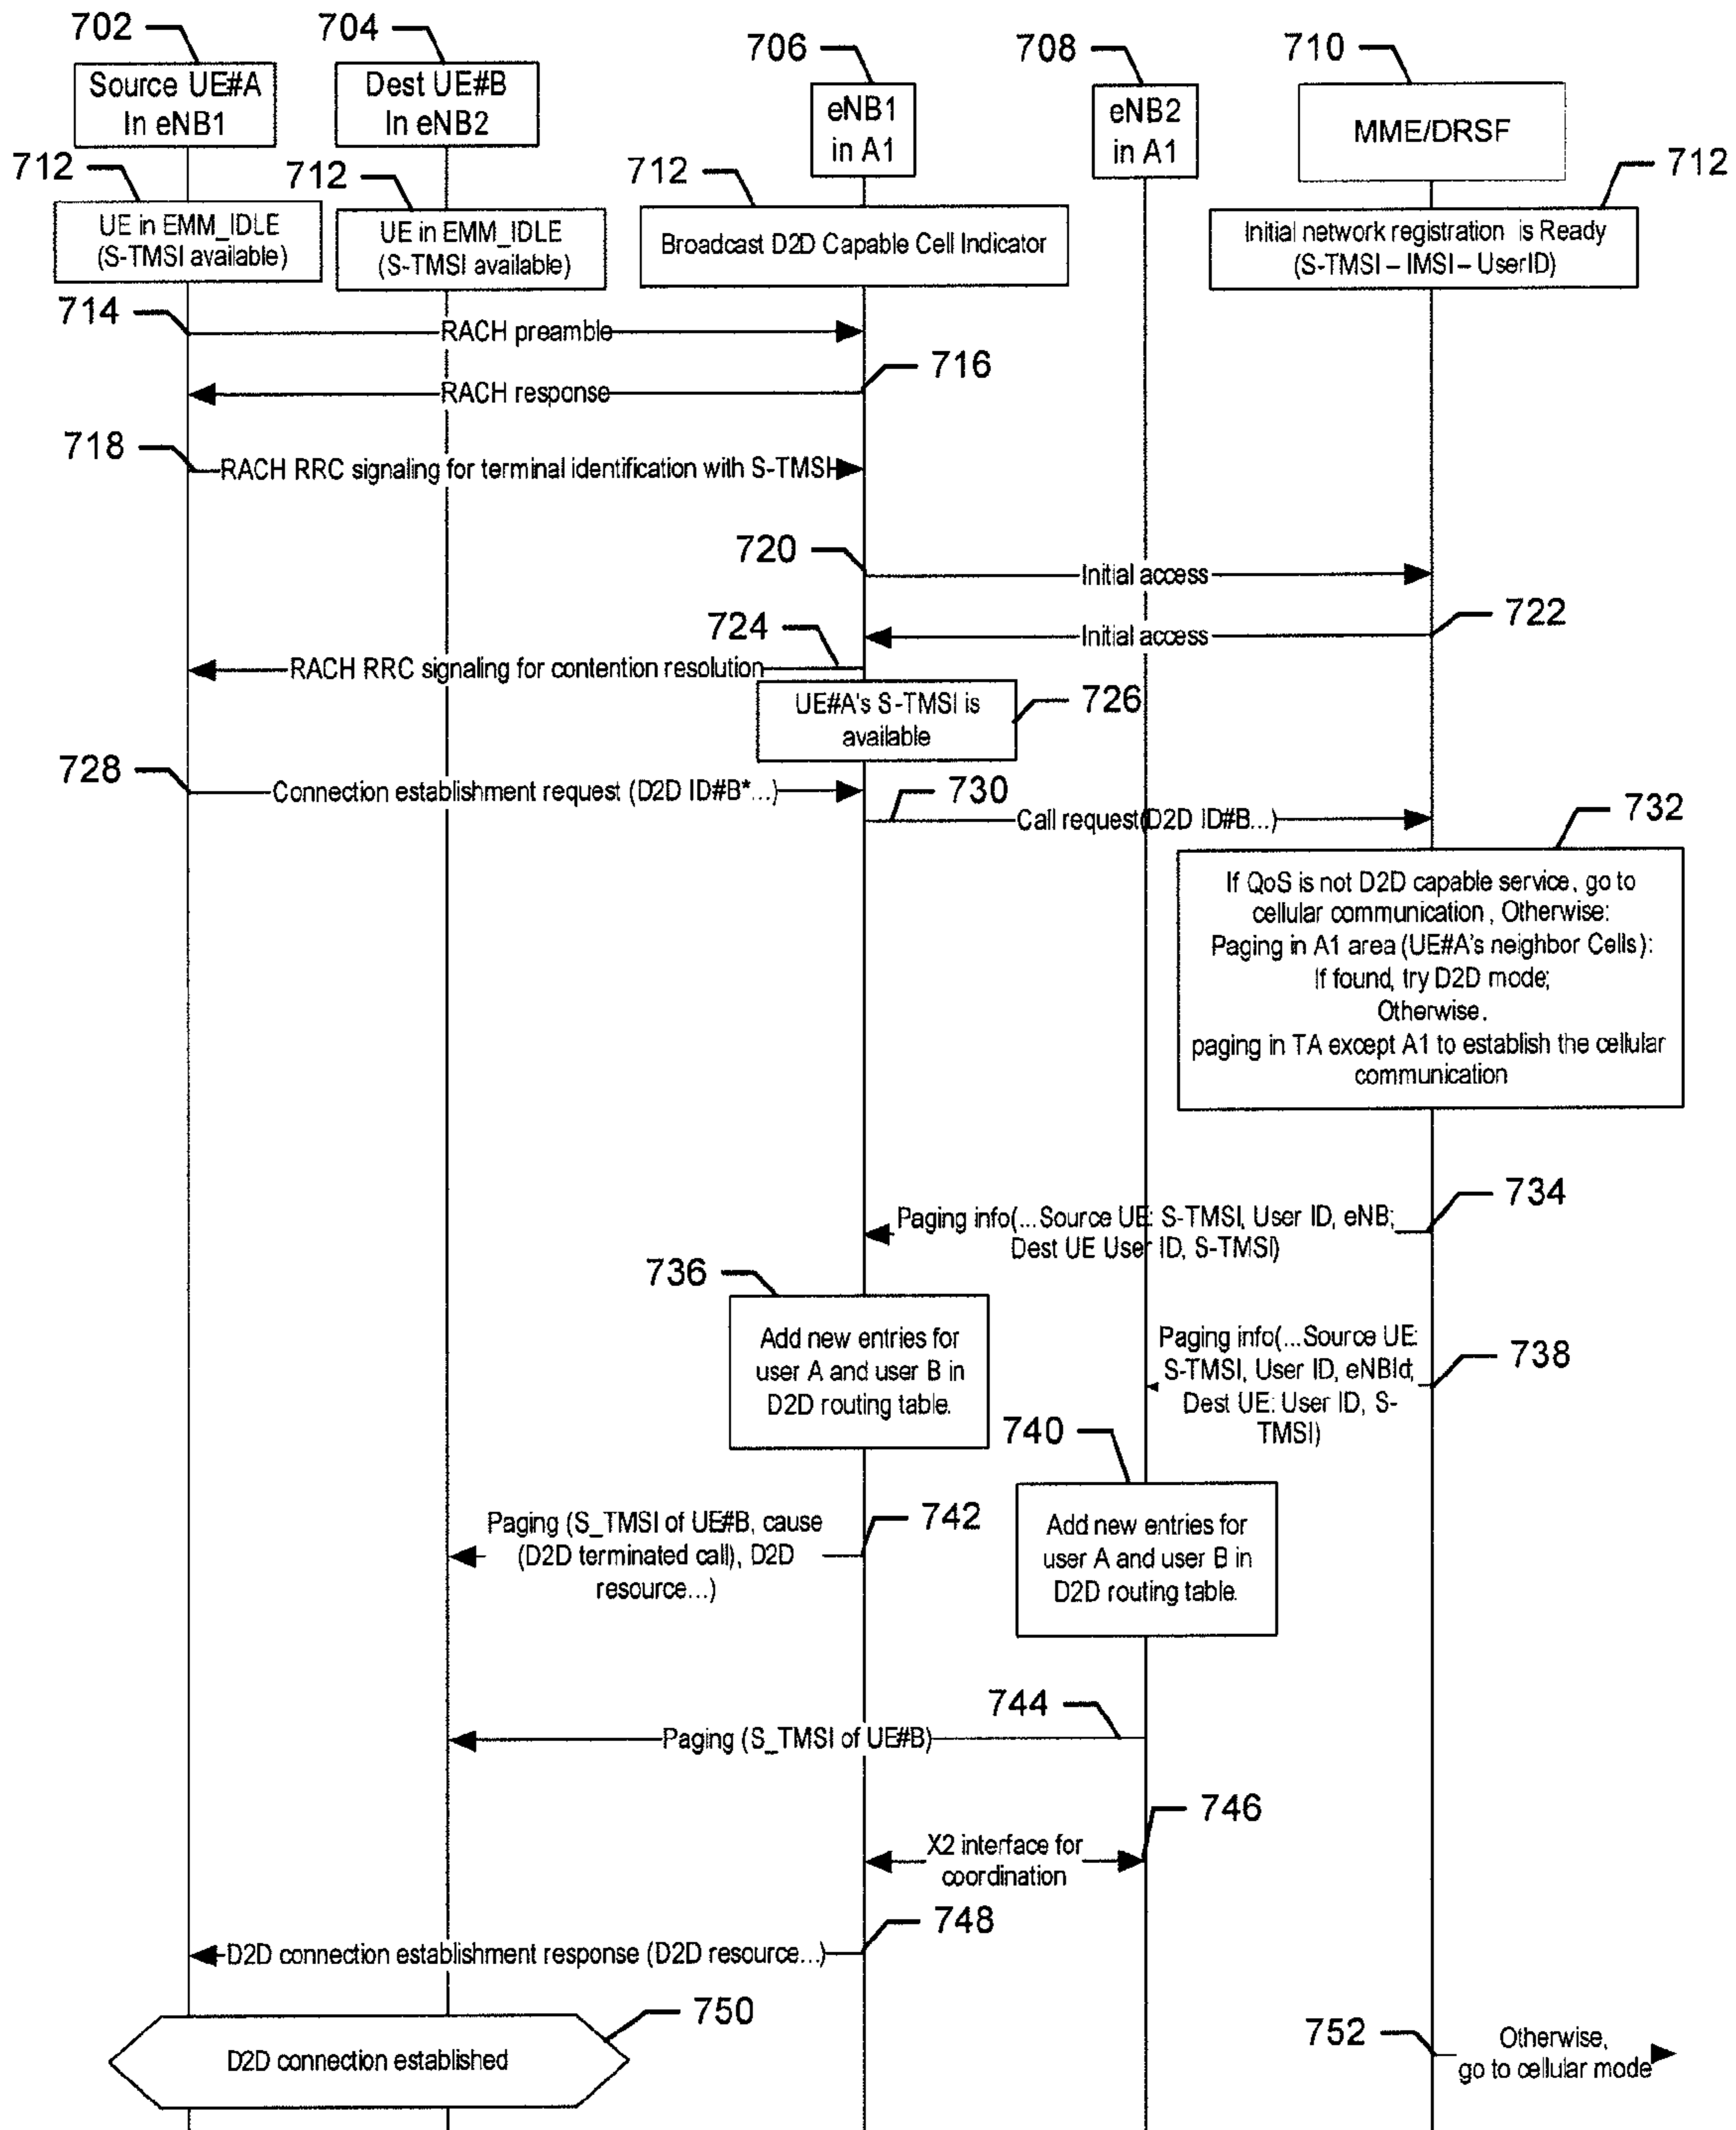 702
704
706
708
710
Source UE#A
In eNB1
Dest UE#B
In eNB2
eNB1
in A1
eNB2
in A1
MME/DRSF
712
712
712
712
UE in EMM_IDLE
(S-TMSI available)
UE in EMM_IDLE
(S-TMSI available)
Broadcast D2D Capable Cell Indicator
Initial network registration is Ready
(S-TMSI – IMSI – UserID)
714
RACH preamble
716
RACH response
718
RACH RRC signaling for terminal identification with S-TMSI
720
Initial access
722
Initial access
724
RACH RRC signaling for contention resolution
UE#A's S-TMSI is
available
726
728
Connection establishment request (D2D ID#B*...)
730
Call request(D2D ID#B...)
732
If QoS is not D2D capable service, go to
cellular communication, Otherwise:
Paging in A1 area (UE#A's neighbor Cells):
If found, try D2D mode;
Otherwise,
paging in TA except A1 to establish the cellular
communication
734
Paging info(...Source UE: S-TMSI, User ID, eNB;
Dest UE User ID, S-TMSI)
736
Add new entries for
user A and user B in
D2D routing table.
738
Paging info(...Source UE:
S-TMSI, User ID, eNBId;
Dest UE: User ID, S-
TMSI)
740
Add new entries for
user A and user B in
D2D routing table.
742
Paging (S_TMSI of UE#B, cause
(D2D terminated call), D2D
resource...)
744
Paging (S_TMSI of UE#B)
746
X2 interface for
coordination
748
D2D connection establishment response (D2D resource...)
750
D2D connection established
752
Otherwise,
go to cellular mode